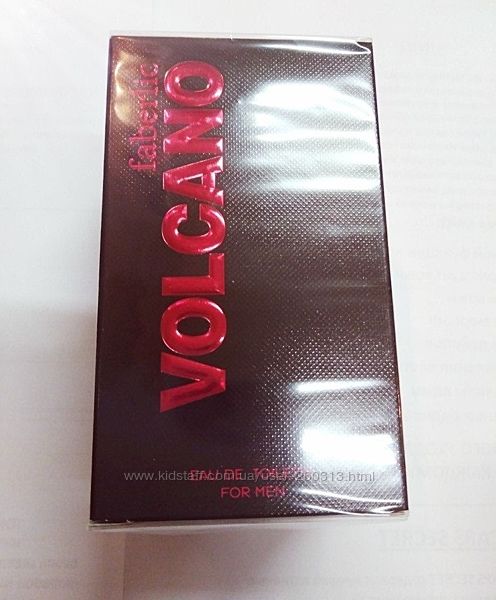 faberlic
VOLCANO
EAU DE TOILETTE
FOR MEN